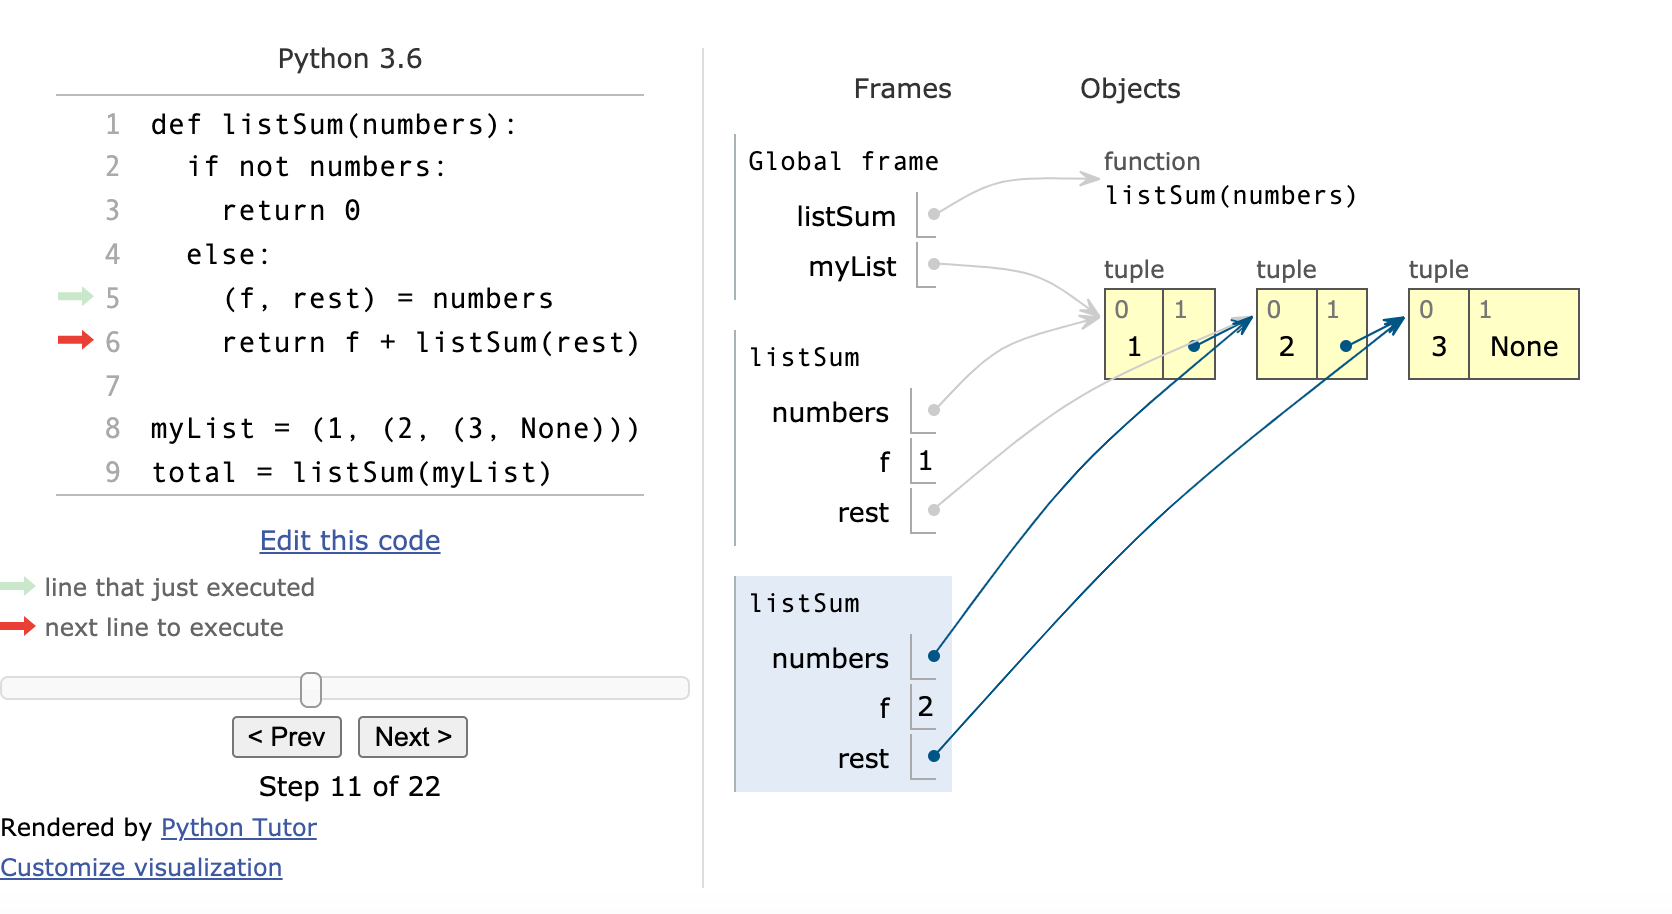 Python 3.6
1 def listSum(numbers):
2   if not numbers:
3     return 0
4   else:
5     (f, rest) = numbers
6     return f + listSum(rest)
7
8 myList = (1, (2, (3, None)))
9 total = listSum(myList)
Edit this code
line that just executed
next line to execute
< Prev Next >
Step 11 of 22
Rendered by Python Tutor
Customize visualization
Frames Objects
Global frame
listSum
myList
function
listSum(numbers)
tuple tuple tuple
0 1 0 1 0 1
1 2 3 None
listSum
numbers
f 1
rest
listSum
numbers
f 2
rest